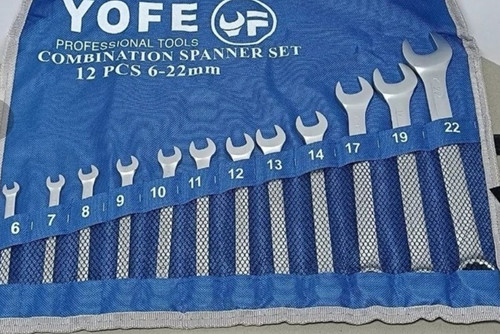 YOFE
PROFESSIONAL TOOLS
COMBINATION SPANNER SET
12 PCS 6-22mm
6 7 8 9 10 11 12 13 14 17 19 22